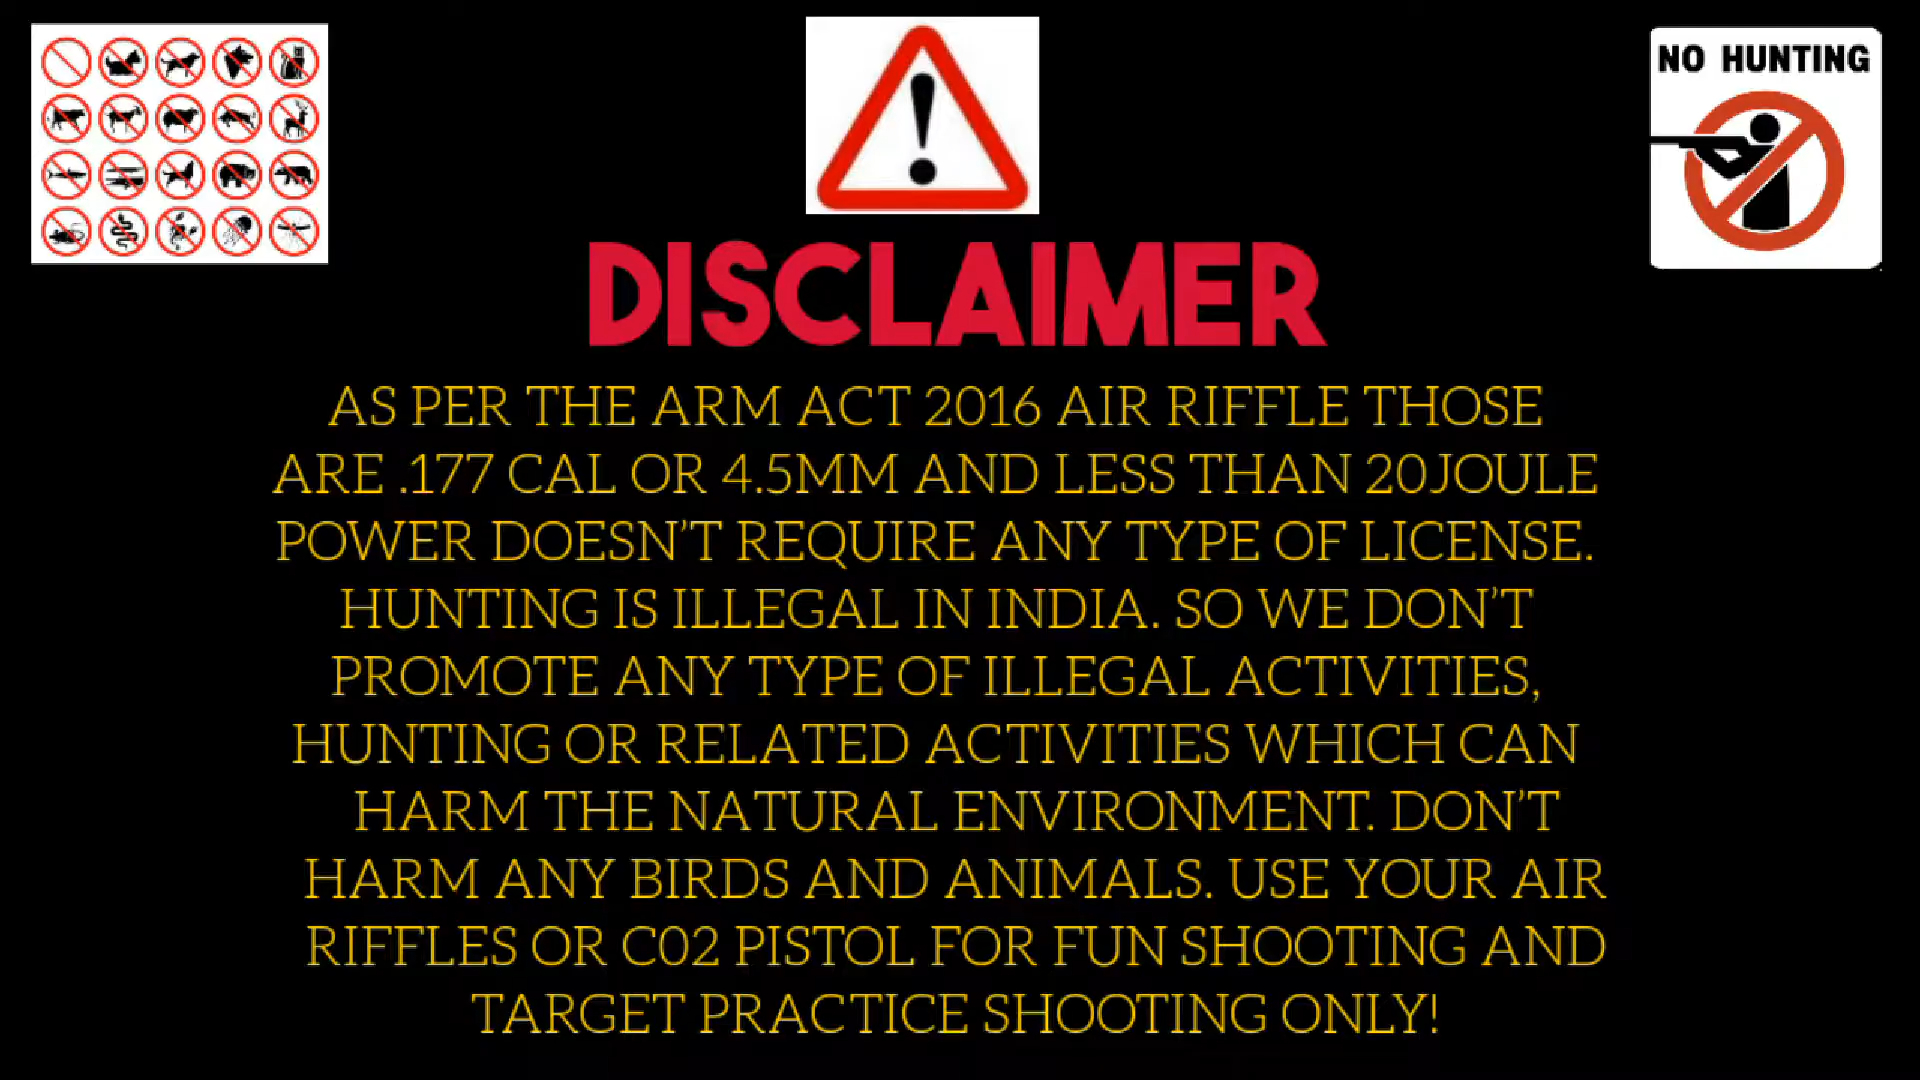 NO HUNTING
DISCLAIMER
AS PER THE ARM ACT 2016 AIR RIFFLE THOSE
ARE .177 CAL OR 4.5MM AND LESS THAN 20JOULE
POWER DOESN'T REQUIRE ANY TYPE OF LICENSE.
HUNTING IS ILLEGAL IN INDIA. SO WE DON'T
PROMOTE ANY TYPE OF ILLEGAL ACTIVITIES,
HUNTING OR RELATED ACTIVITIES WHICH CAN
HARM THE NATURAL ENVIRONMENT. DON'T
HARM ANY BIRDS AND ANIMALS. USE YOUR AIR
RIFFLES OR C02 PISTOL FOR FUN SHOOTING AND
TARGET PRACTICE SHOOTING ONLY!